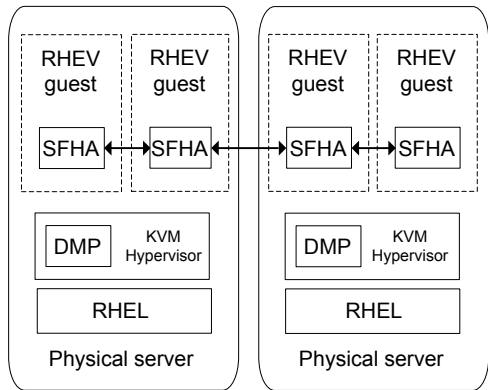 RHEV guest
RHEV guest
RHEV guest
RHEV guest
SFHA
SFHA
SFHA
SFHA
DMP
KVM Hypervisor
DMP
KVM Hypervisor
RHEL
RHEL
Physical server
Physical server